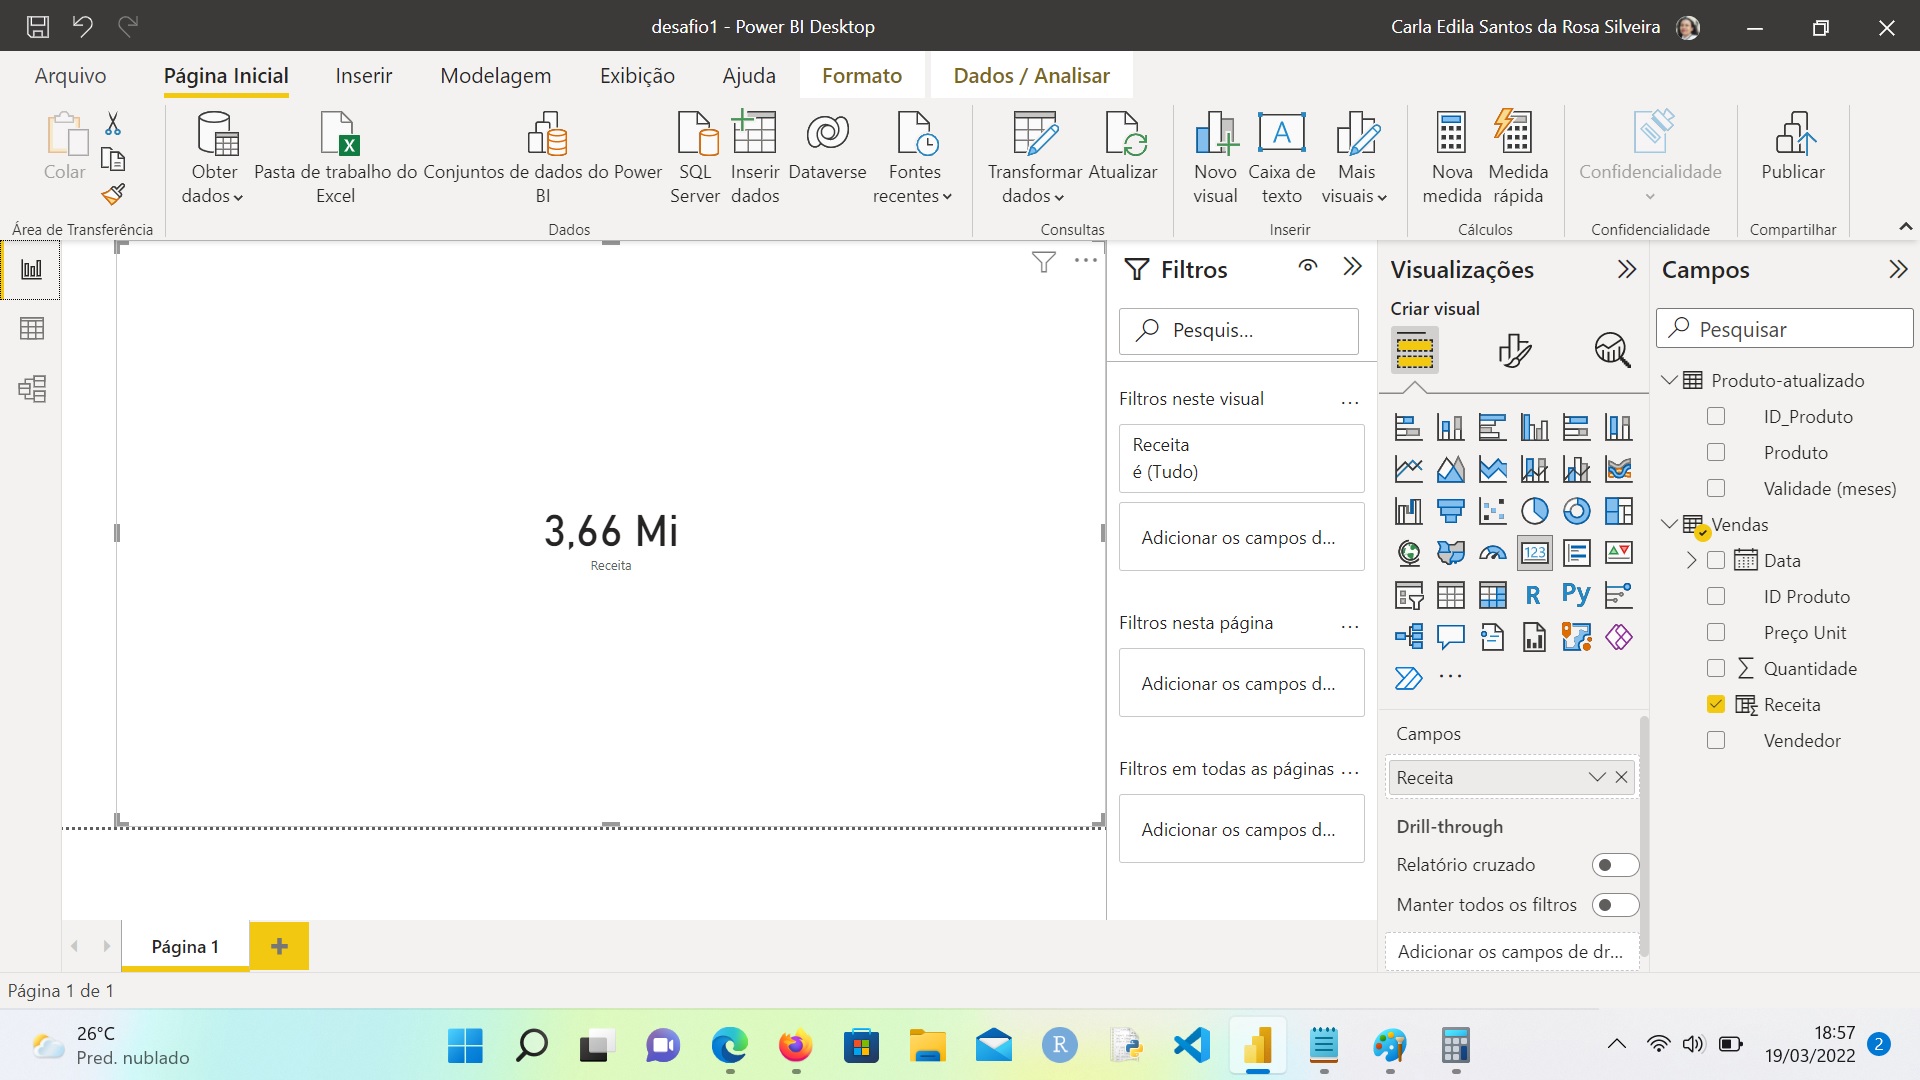 desafio1 - Power BI Desktop
Carla Edila Santos da Rosa Silveira
Arquivo
Página Inicial
Inserir
Modelagem
Exibição
Ajuda
Formato
Dados / Analisar
Colar
Obter
dados
Pasta de trabalho do
Excel
Conjuntos de dados do Power
BI
SQL
Server
Inserir
dados
Dataverse
Fontes
recentes
Transformar
dados
Atualizar
Novo
visual
A
Caixa de
texto
Mais
visuais
Nova
medida
Medida
rápida
Confidencialidade
Publicar
Área de Transferência
Dados
Consultas
Inserir
Cálculos
Confidencialidade
Compartilhar
3,66 Mi
Receita
Filtros
Pesquis...
Filtros neste visual
...
Receita
é (Tudo)
Adicionar os campos d...
Filtros nesta página
...
Adicionar os campos d...
Filtros em todas as páginas
...
Adicionar os campos d...
Visualizações
Criar visual
123
R
Py
...
Campos
Receita
Drill-through
Relatório cruzado
Manter todos os filtros
Adicionar os campos de dr...
Campos
Pesquisar
Produto-atualizado
ID_Produto
Produto
Validade (meses)
Vendas
Data
ID Produto
Preço Unit
∑ Quantidade
Receita
Vendedor
Página 1
+
Página 1 de 1
26°C
Pred. nublado
R
18:57
19/03/2022
2